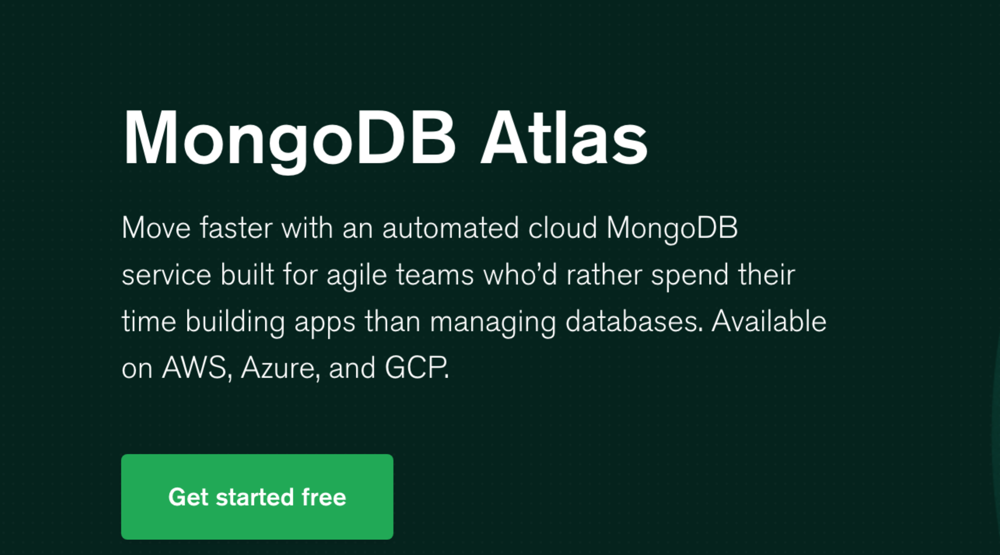 MongoDB Atlas
Move faster with an automated cloud MongoDB
service built for agile teams who’d rather spend their
time building apps than managing databases. Available
on AWS, Azure, and GCP.
Get started free